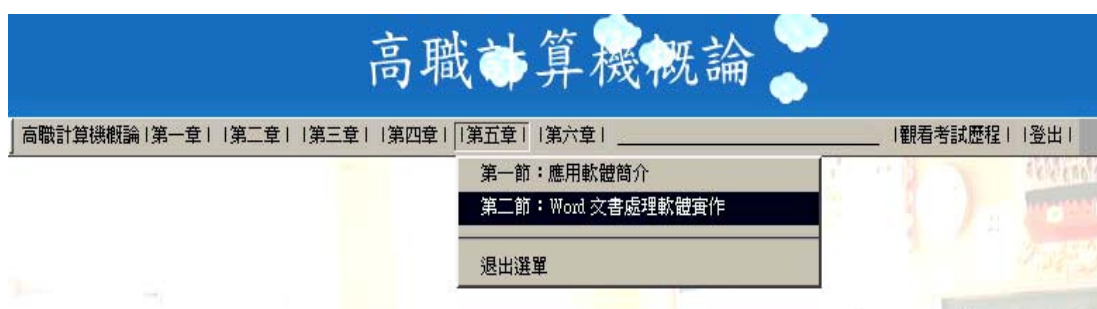 高職計算機概論
高職計算機概論 |第一章| |第二章| |第三章| |第四章| |第五章| |第六章| ________________________ |觀看考試歷程| |登出|
第一節：應用軟體簡介
第二節：Word 文書處理軟體實作
退出選單